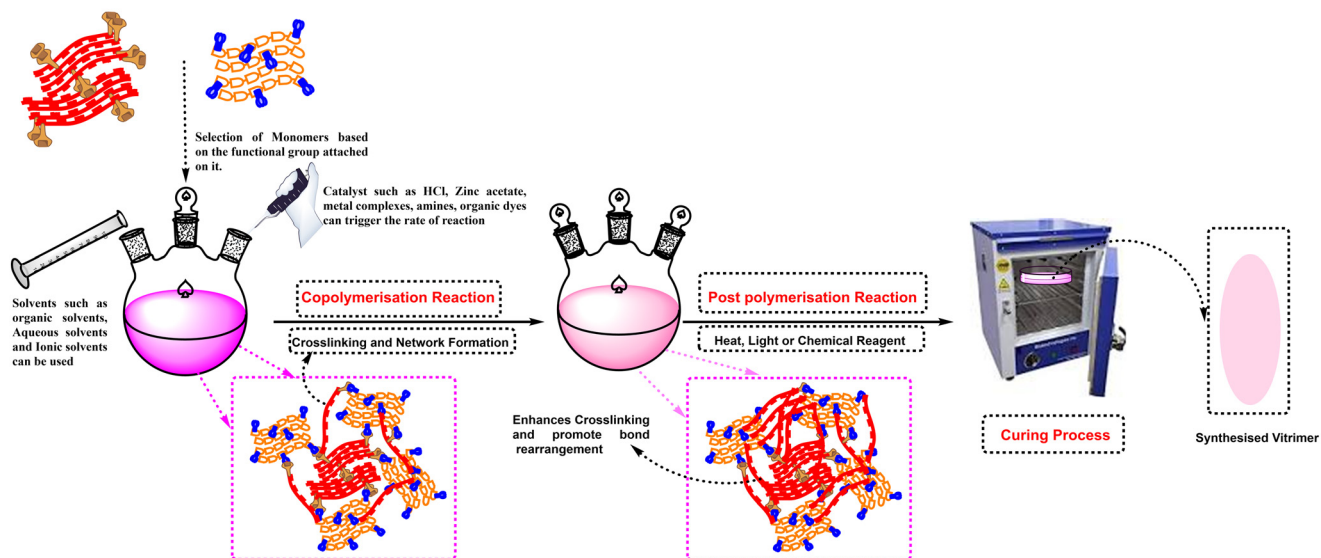 Selection of Monomers based
on the functional group attached
on it.
Catalyst such as HCl, Zinc acetate,
metal complexes, amines, organic dyes
can trigger the rate of reaction
Solvents such as
organic solvents,
Aqueous solvents
and Ionic solvents
can be used
Copolymerisation Reaction
Crosslinking and Network Formation
Post polymerisation Reaction
Heat, Light or Chemical Reagent
Enhances Crosslinking
and promote bond
rearrangement
Curing Process
Synthesised Vitrimer